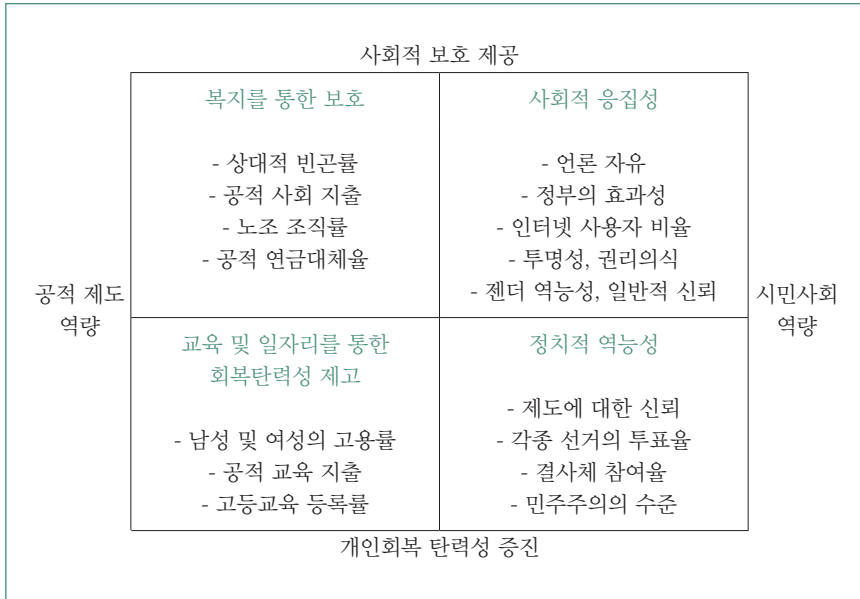 사회적 보호 제공
복지를 통한 보호
- 상대적 빈곤률
- 공적 사회 지출
- 노조 조직률
- 공적 연금대체율
사회적 응집성
- 언론 자유
- 정부의 효과성
- 인터넷 사용자 비율
- 투명성, 권리의식
- 젠더 역능성, 일반적 신뢰
공적 제도
역량
시민사회
역량
교육 및 일자리를 통한
회복탄력성 제고
- 남성 및 여성의 고용률
- 공적 교육 지출
- 고등교육 등록률
정치적 역능성
- 제도에 대한 신뢰
- 각종 선거의 투표율
- 결사체 참여율
- 민주주의의 수준
개인회복 탄력성 증진